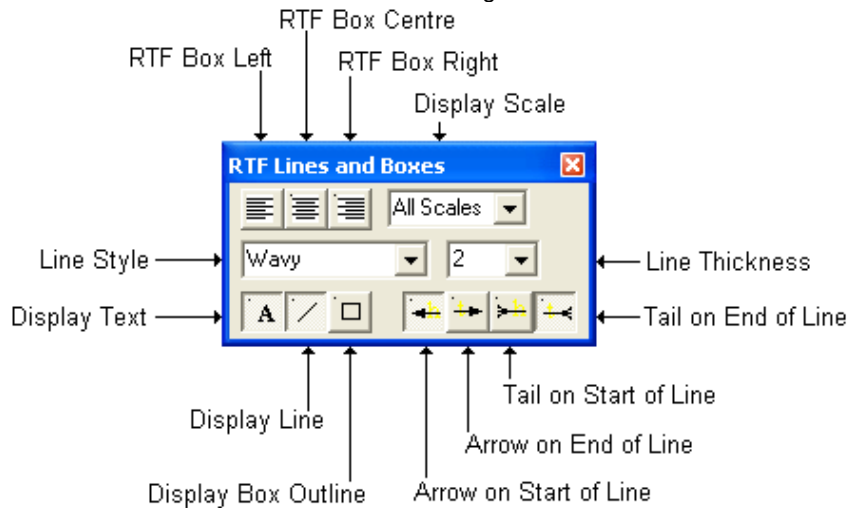 RTF Box Centre
RTF Box Left
RTF Box Right
Display Scale
RTF Lines and Boxes
All Scales
Line Style
Wavy
2
Line Thickness
Display Text
A
Tail on End of Line
Tail on Start of Line
Display Line
Arrow on End of Line
Display Box Outline
Arrow on Start of Line